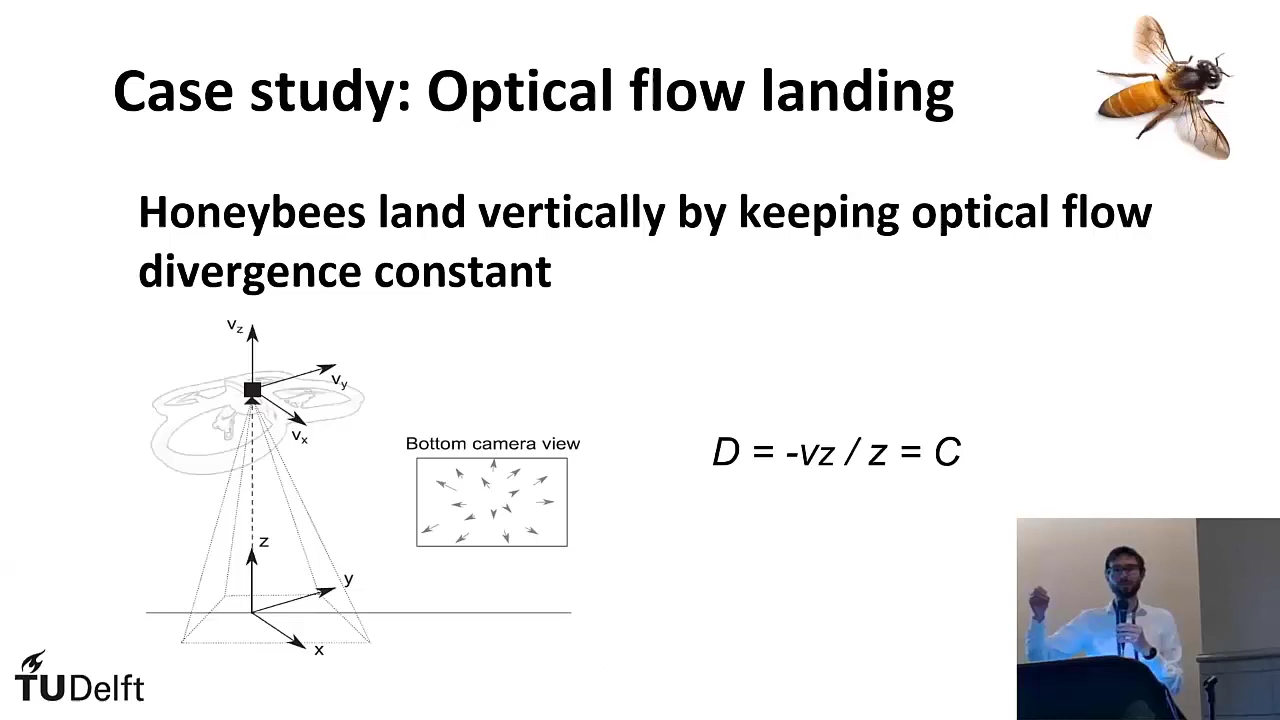 Case study: Optical flow landing
Honeybees land vertically by keeping optical flow
divergence constant
vz
vy
vx
Bottom camera view
D = -vz / z = C
z
y
x
TUDelft